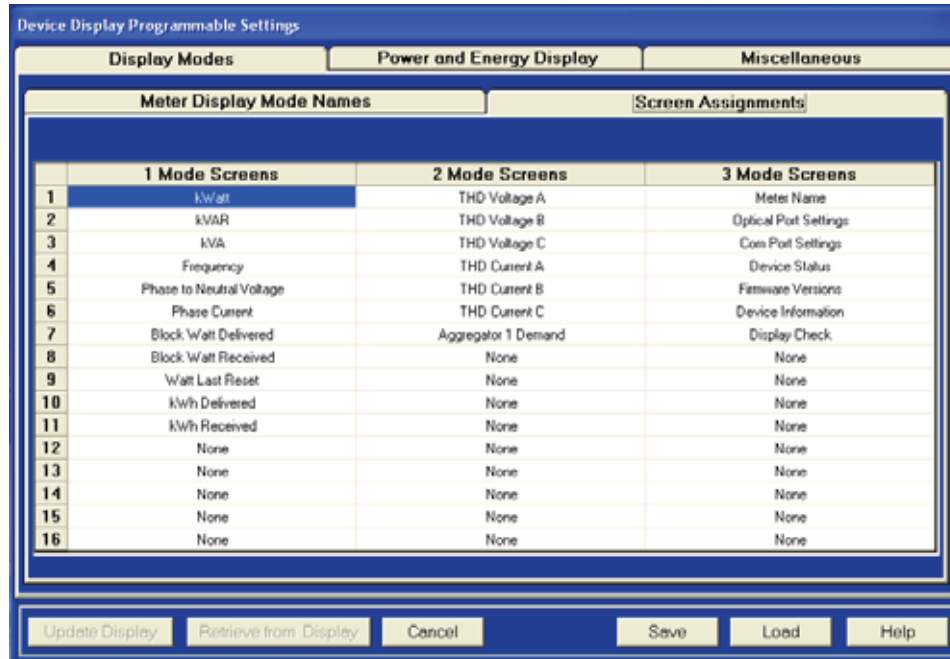 Device Display Programmable Settings
Display Modes Power and Energy Display Miscellaneous
Meter Display Mode Names Screen Assignments
1 Mode Screens 2 Mode Screens 3 Mode Screens
1 kWatt THD Voltage A Meter Name
2 kVAR THD Voltage B Optical Port Settings
3 kVA THD Voltage C Com Port Settings
4 Frequency THD Current A Device Status
5 Phase to Neutral Voltage THD Current B Firmware Versions
6 Phase Current THD Current C Device Information
7 Block Watt Delivered Aggregator 1 Demand Display Check
8 Block Watt Received None None
9 Watt Last Reset None None
10 kWh Delivered None None
11 kWh Received None None
12 None None None
13 None None None
14 None None None
15 None None None
16 None None None
Update Display Retrieve from Display Cancel Save Load Help